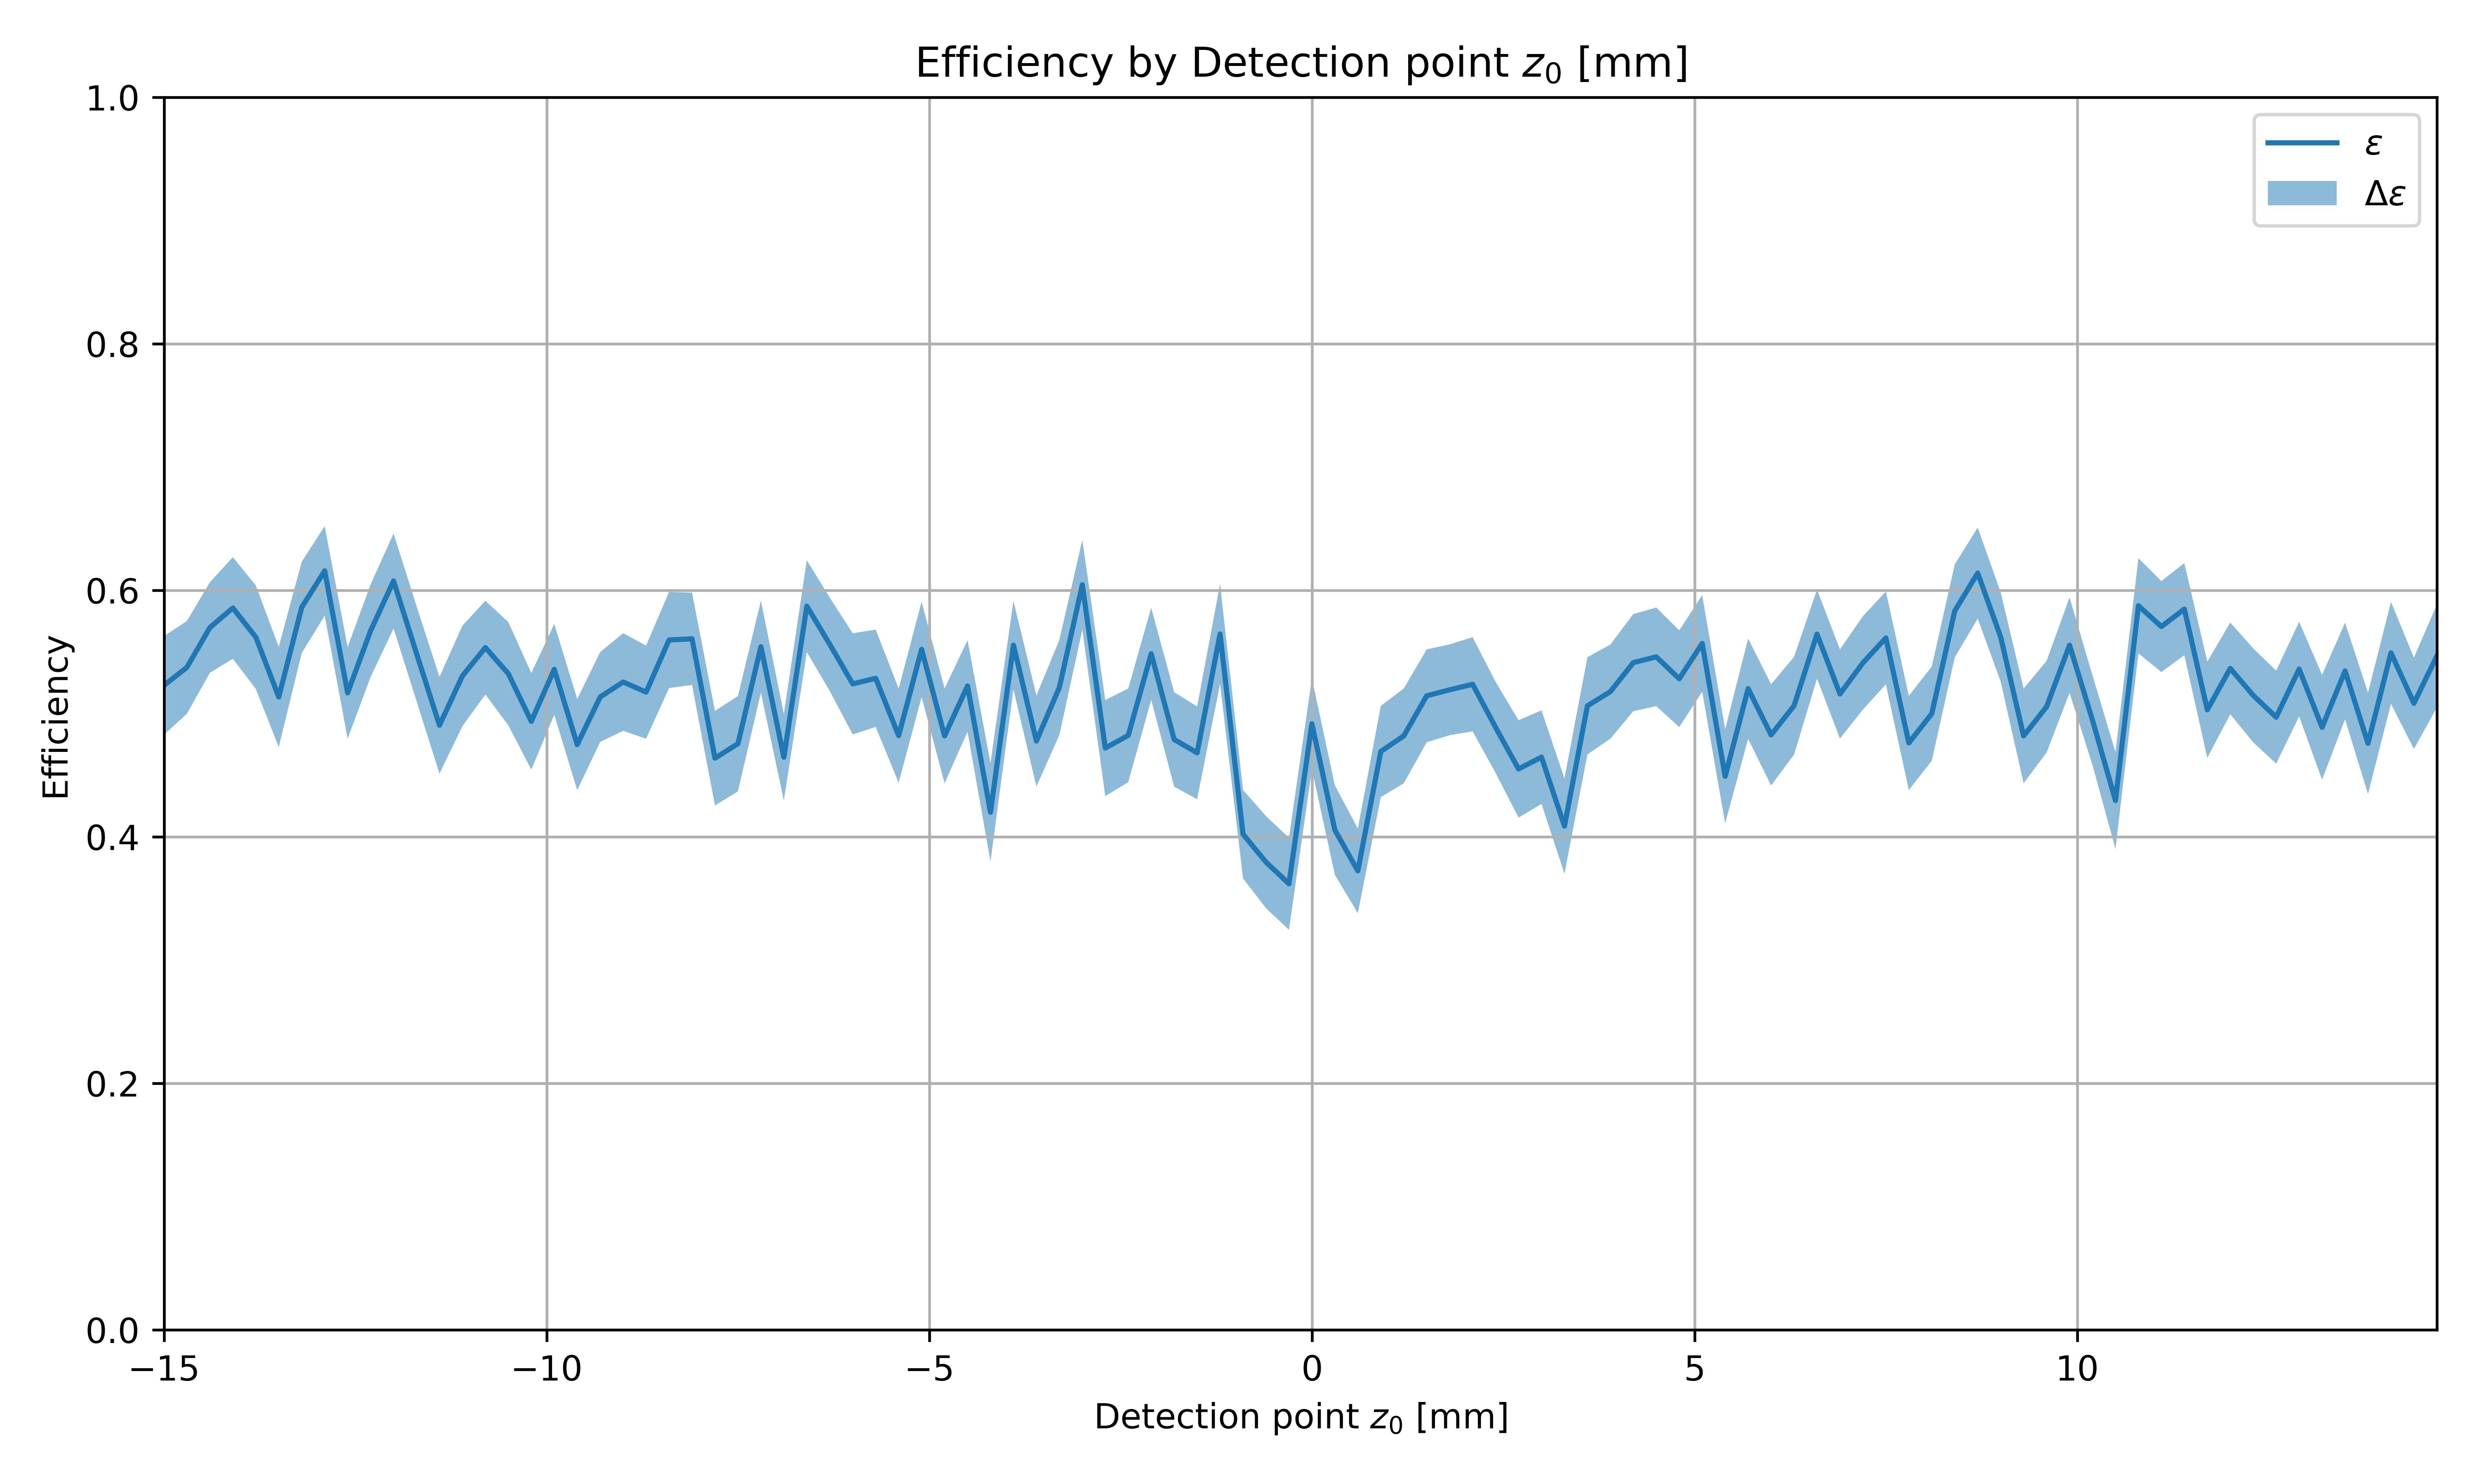 Efficiency by Detection point z₀ [mm]
1.0
0.8
0.6
0.4
0.2
0.0
Efficiency
ε
Δε
−15 −10 −5 0 5 10
Detection point z₀ [mm]